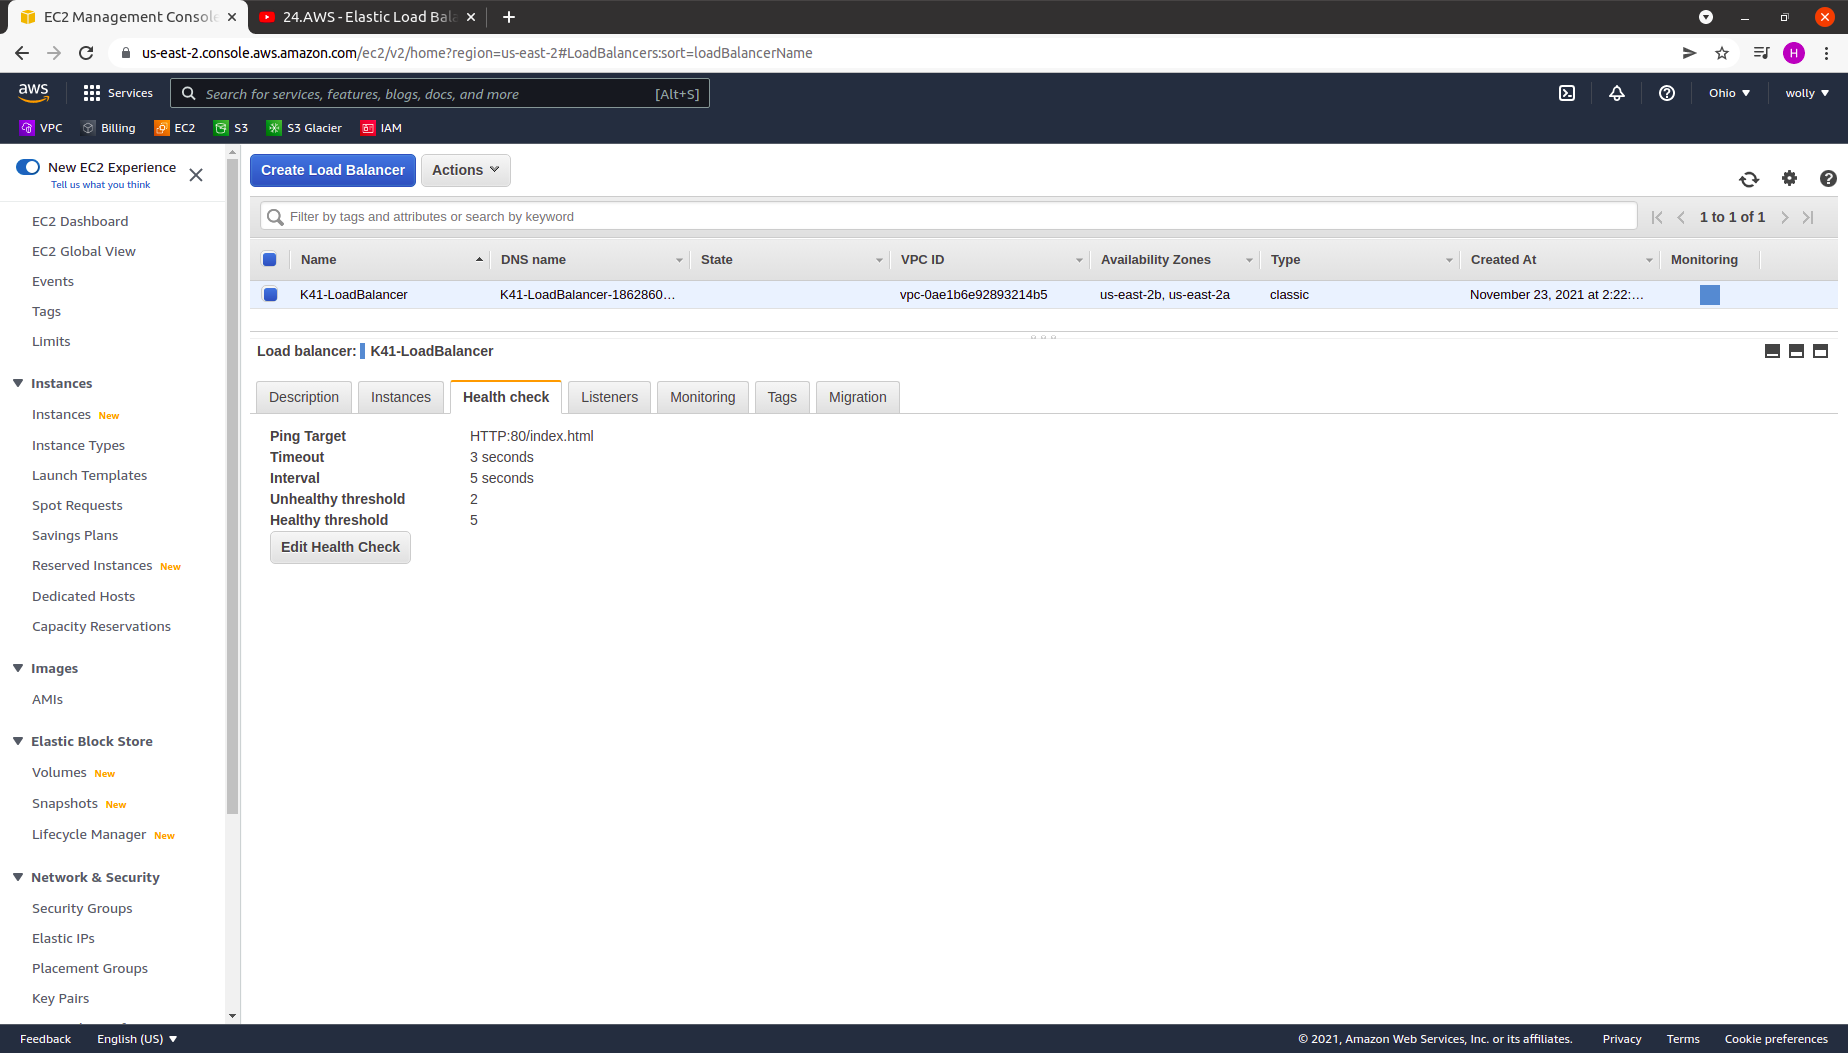 EC2 Management Console
24.AWS - Elastic Load Bala
us-east-2.console.aws.amazon.com/ec2/v2/home?region=us-east-2#LoadBalancers:sort=loadBalancerName
H
aws
Services
Search for services, features, blogs, docs, and more
[Alt+S]
Ohio
wolly
VPC
Billing
EC2
S3
S3 Glacier
IAM
New EC2 Experience
Tell us what you think
EC2 Dashboard
EC2 Global View
Events
Tags
Limits
Instances
Instances New
Instance Types
Launch Templates
Spot Requests
Savings Plans
Reserved Instances New
Dedicated Hosts
Capacity Reservations
Images
AMIs
Elastic Block Store
Volumes New
Snapshots New
Lifecycle Manager New
Network & Security
Security Groups
Elastic IPs
Placement Groups
Key Pairs
Create Load Balancer
Actions
Filter by tags and attributes or search by keyword
1 to 1 of 1
Name DNS name State VPC ID Availability Zones Type Created At Monitoring
K41-LoadBalancer K41-LoadBalancer-1862860... vpc-0ae1b6e92893214b5 us-east-2b, us-east-2a classic November 23, 2021 at 2:22:...
Load balancer: K41-LoadBalancer
Description Instances Health check Listeners Monitoring Tags Migration
Ping Target HTTP:80/index.html
Timeout 3 seconds
Interval 5 seconds
Unhealthy threshold 2
Healthy threshold 5
Edit Health Check
Feedback
English (US)
© 2021, Amazon Web Services, Inc. or its affiliates.
Privacy
Terms
Cookie preferences